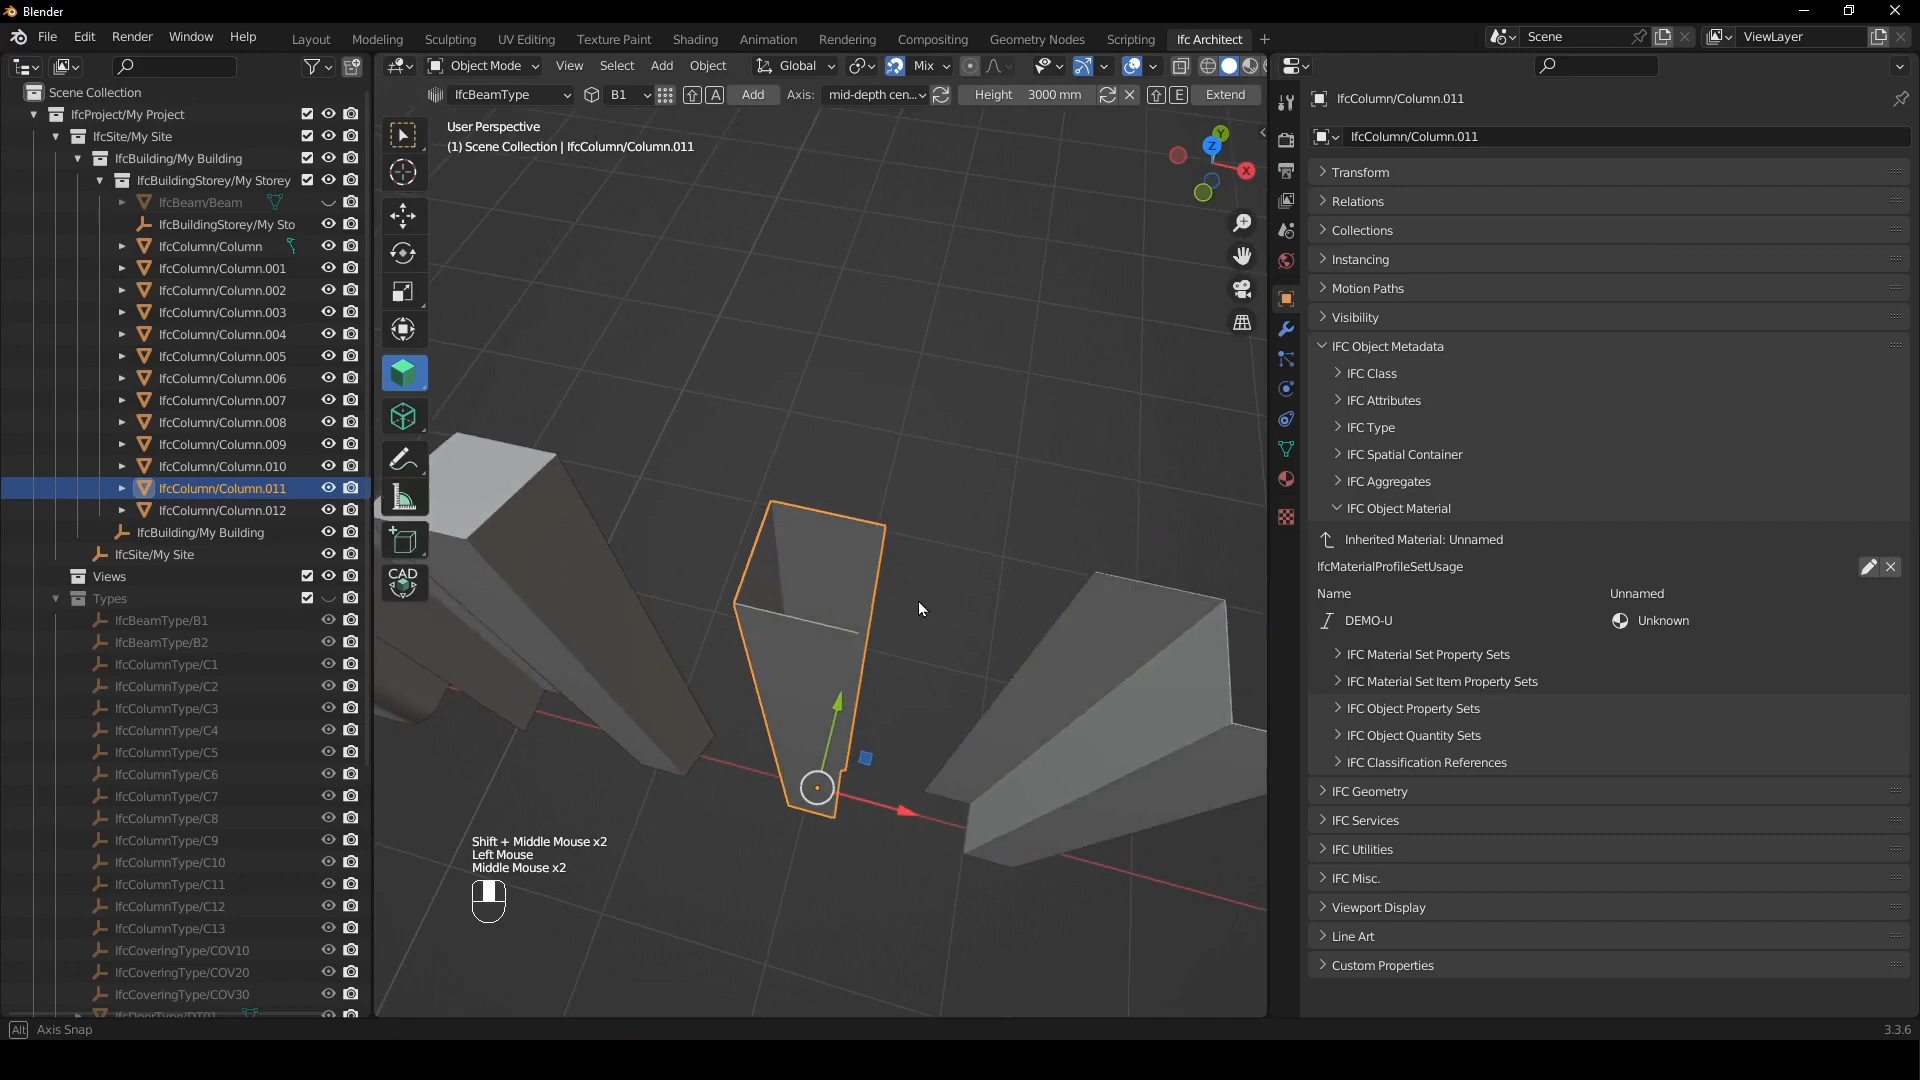 Blender
File Edit Render Window Help
Layout Modeling Sculpting UV Editing Texture Paint Shading Animation Rendering Compositing Geometry Nodes Scripting Ifc Architect
Scene
ViewLayer
Object Mode View Select Add Object Global Mix
IfcBeamType B1 A Add Axis: mid-depth cen... Height 3000 mm E Extend
Scene Collection
IfcProject/My Project
IfcSite/My Site
IfcBuilding/My Building
IfcBuildingStorey/My Storey
IfcBeam/Beam
IfcBuildingStorey/My Sto
IfcColumn/Column
IfcColumn/Column.001
IfcColumn/Column.002
IfcColumn/Column.003
IfcColumn/Column.004
IfcColumn/Column.005
IfcColumn/Column.006
IfcColumn/Column.007
IfcColumn/Column.008
IfcColumn/Column.009
IfcColumn/Column.010
IfcColumn/Column.011
IfcColumn/Column.012
IfcBuilding/My Building
IfcSite/My Site
Views
Types
IfcBeamType/B1
IfcBeamType/B2
IfcColumnType/C1
IfcColumnType/C2
IfcColumnType/C3
IfcColumnType/C4
IfcColumnType/C5
IfcColumnType/C6
IfcColumnType/C7
IfcColumnType/C8
IfcColumnType/C9
IfcColumnType/C10
IfcColumnType/C11
IfcColumnType/C12
IfcColumnType/C13
IfcCoveringType/COV10
IfcCoveringType/COV20
IfcCoveringType/COV30
IfcDoorType/DT01
User Perspective
(1) Scene Collection | IfcColumn/Column.011
Y
Z
X
CAD
Shift + Middle Mouse x2
Left Mouse
Middle Mouse x2
IfcColumn/Column.011
IfcColumn/Column.011
Transform
Relations
Collections
Instancing
Motion Paths
Visibility
IFC Object Metadata
IFC Class
IFC Attributes
IFC Type
IFC Spatial Container
IFC Aggregates
IFC Object Material
Inherited Material: Unnamed
IfcMaterialProfileSetUsage
Name Unnamed
DEMO-U Unknown
IFC Material Set Property Sets
IFC Material Set Item Property Sets
IFC Object Property Sets
IFC Object Quantity Sets
IFC Classification References
IFC Geometry
IFC Services
IFC Utilities
IFC Misc.
Viewport Display
Line Art
Custom Properties
Alt Axis Snap
3.3.6